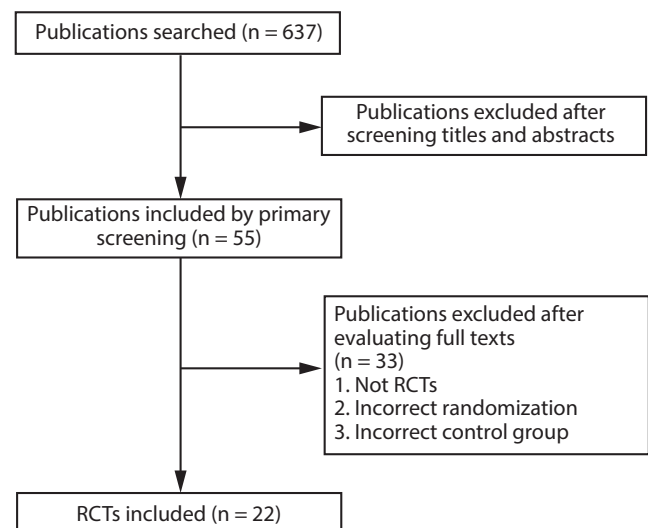 Publications searched (n = 637)
Publications excluded after
screening titles and abstracts
Publications included by primary
screening (n = 55)
Publications excluded after
evaluating full texts
(n = 33)
1. Not RCTs
2. Incorrect randomization
3. Incorrect control group
RCTs included (n = 22)